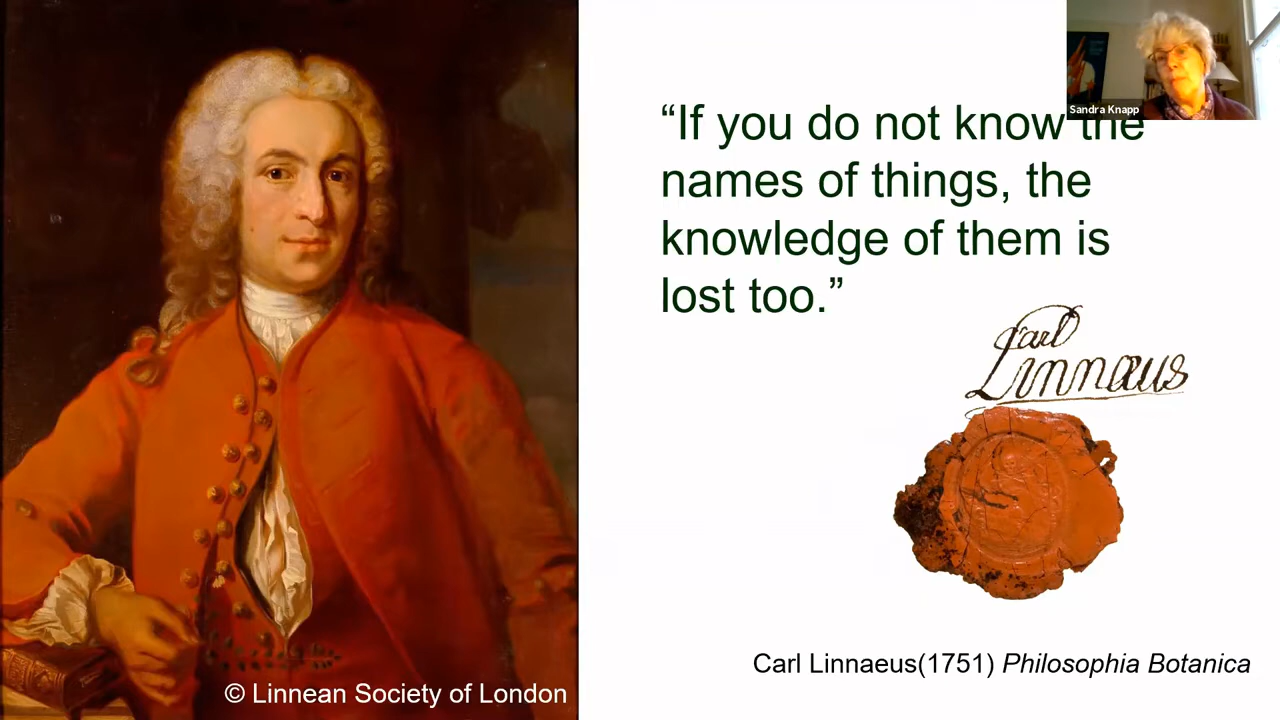 Sandra Knapp
“If you do not know the
names of things, the
knowledge of them is
lost too.”
Carl
Linnæus
Carl Linnaeus(1751) Philosophia Botanica
© Linnean Society of London